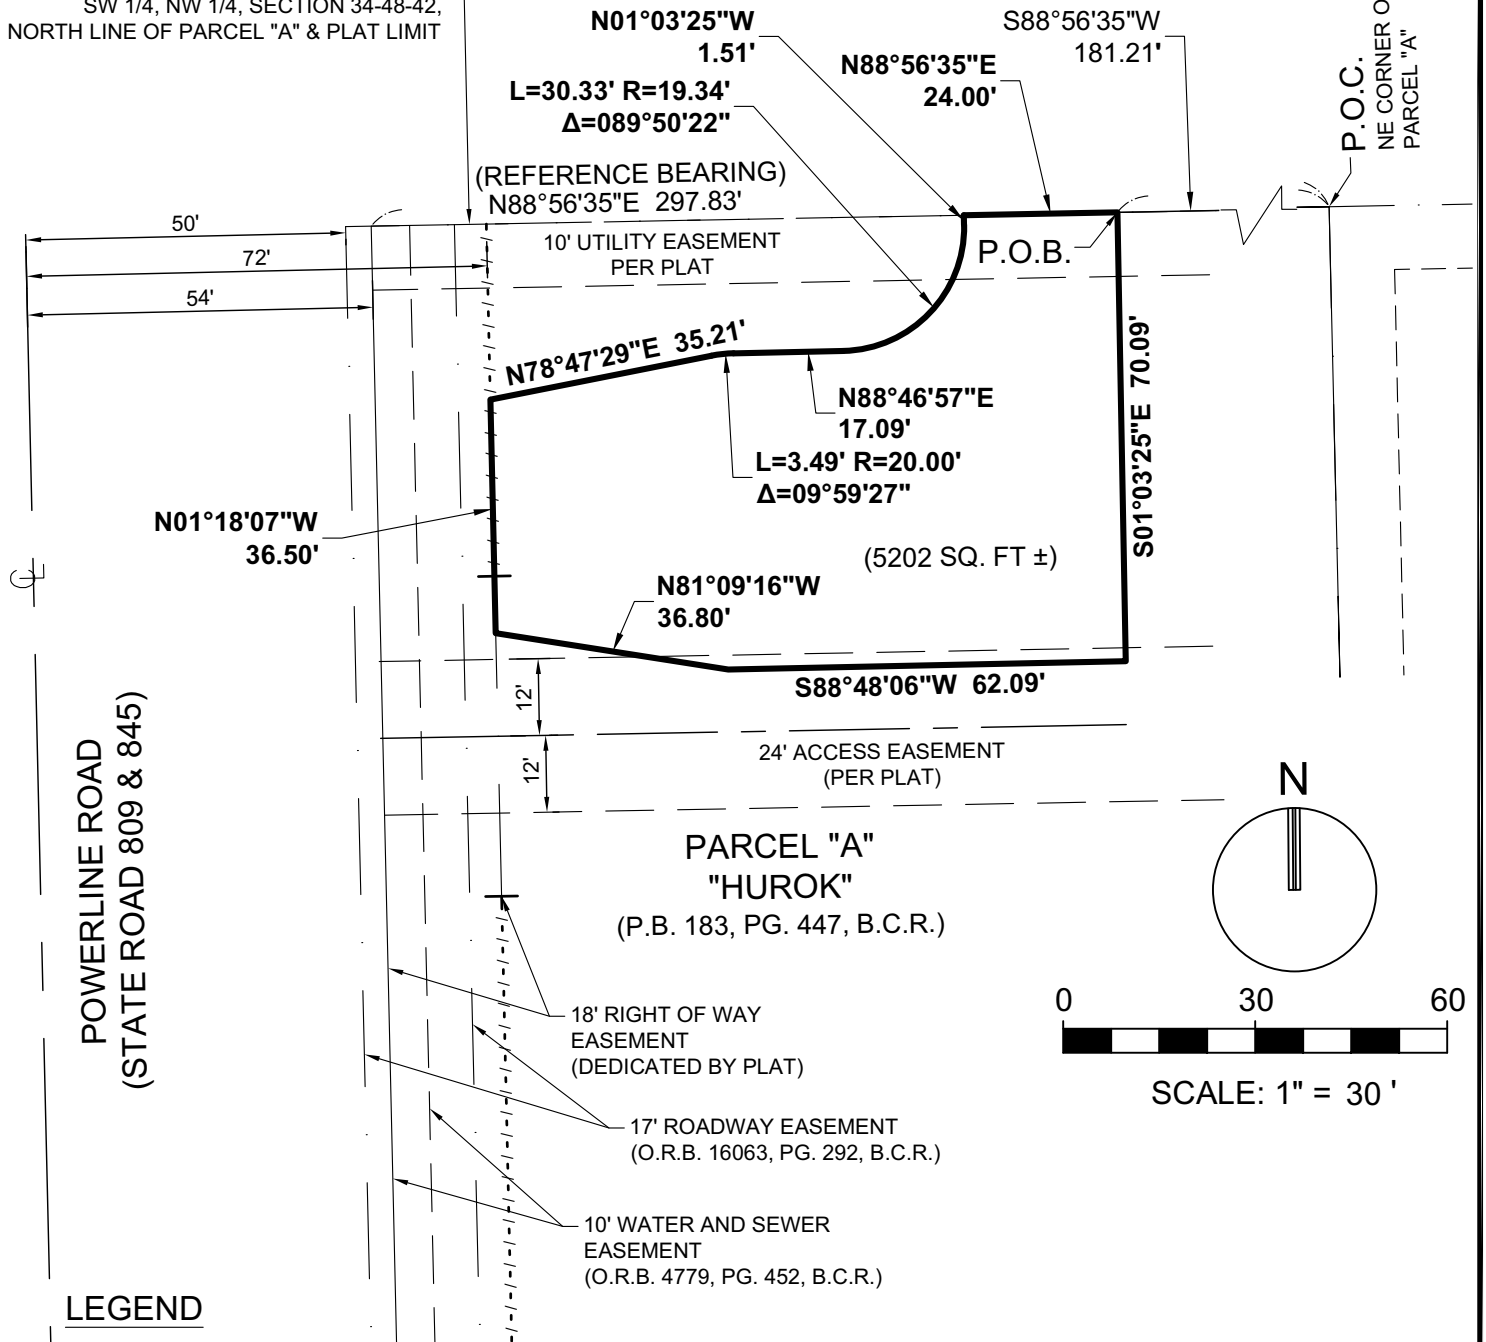 SW 1/4, NW 1/4, SECTION 34-48-42,
NORTH LINE OF PARCEL "A" & PLAT LIMIT
N01°03'25"W
1.51'
S88°56'35"W
181.21'
N88°56'35"E
24.00'
L=30.33' R=19.34'
Δ=089°50'22"
P.O.C.
NE CORNER O
PARCEL "A"
(REFERENCE BEARING)
N88°56'35"E 297.83'
50'
72'
54'
10' UTILITY EASEMENT
PER PLAT
P.O.B.
N78°47'29"E 35.21'
N88°46'57"E
17.09'
L=3.49' R=20.00'
Δ=09°59'27"
S01°03'25"E 70.09'
N01°18'07"W
36.50'
(5202 SQ. FT ±)
N81°09'16"W
36.80'
S88°48'06"W 62.09'
12'
12'
24' ACCESS EASEMENT
(PER PLAT)
POWERLINE ROAD
(STATE ROAD 809 & 845)
PARCEL "A"
"HUROK"
(P.B. 183, PG. 447, B.C.R.)
N
0 30 60
SCALE: 1" = 30 '
18' RIGHT OF WAY
EASEMENT
(DEDICATED BY PLAT)
17' ROADWAY EASEMENT
(O.R.B. 16063, PG. 292, B.C.R.)
10' WATER AND SEWER
EASEMENT
(O.R.B. 4779, PG. 452, B.C.R.)
LEGEND